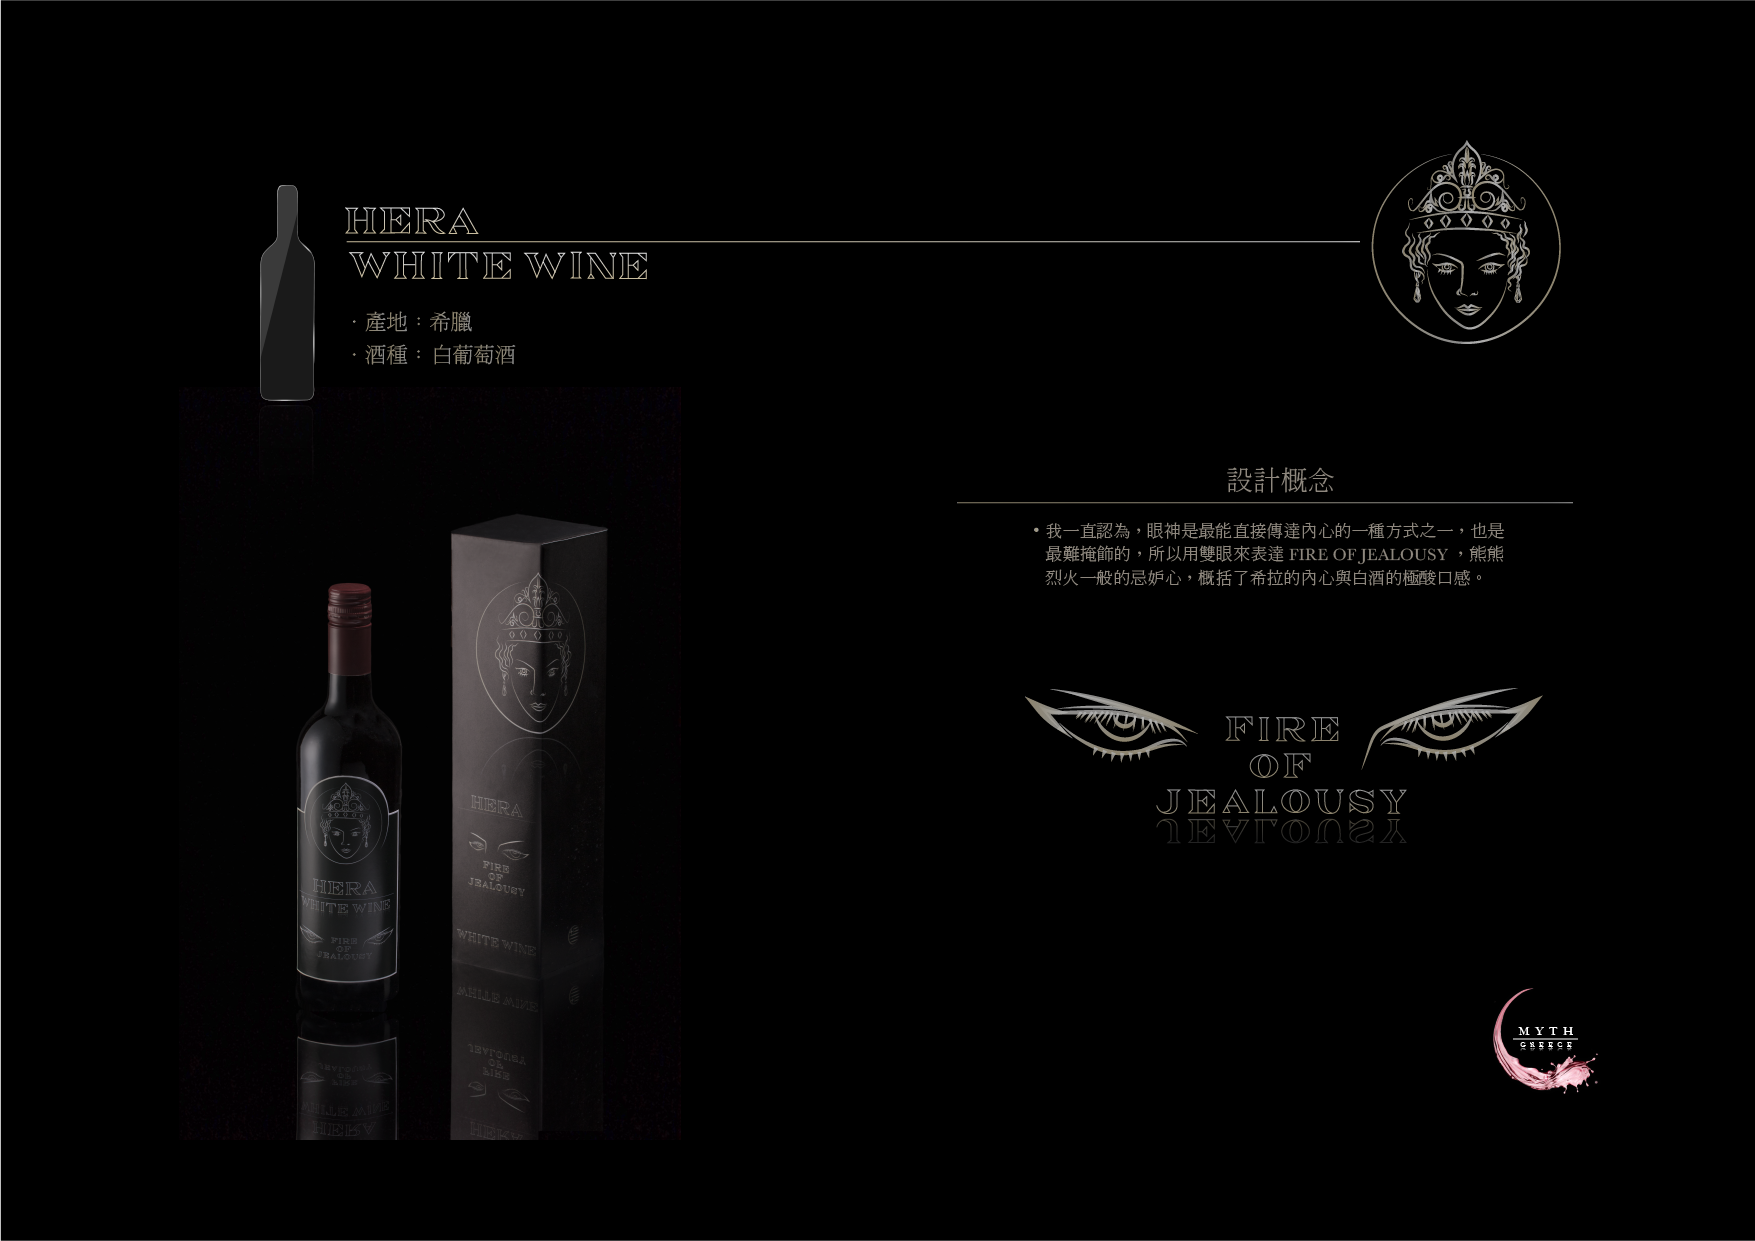 HERA
WHITE WINE
· 產地：希臘
· 酒種： 白葡萄酒
設計概念
• 我一直認為，眼神是最能直接傳達內心的一種方式之一，也是
最難掩飾的，所以用雙眼來表達 FIRE OF JEALOUSY ，熊熊
烈火一般的忌妒心，概括了希拉的內心與白酒的極酸口感。
FIRE
OF
JEALOUSY
HERA
FIRE
OF
JEALOUSY
WHITE WINE
HERA
WHITE WINE
FIRE
OF
JEALOUSY
MYTH
GREECE